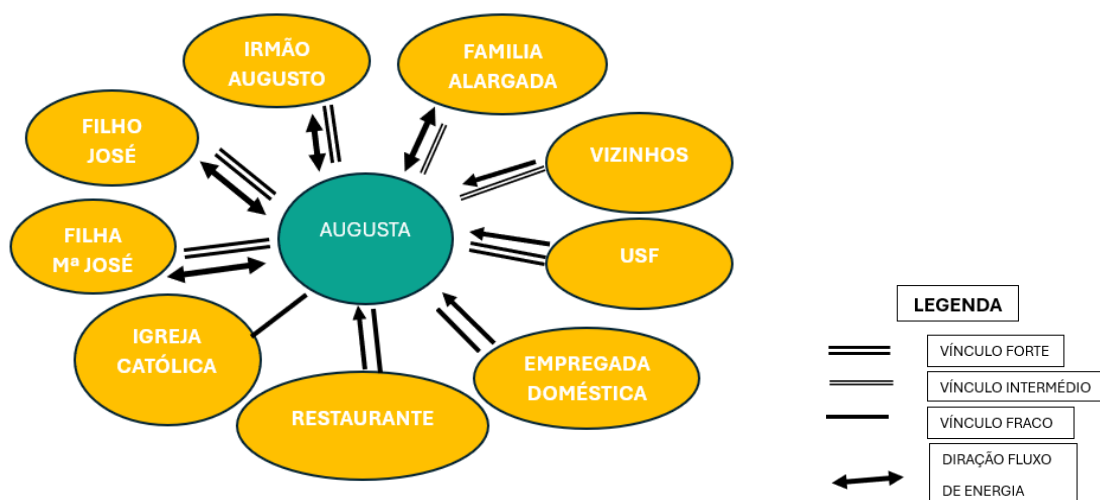 IRMÃO
AUGUSTO
FAMILIA
ALARGADA
FILHO
JOSÉ
VIZINHOS
AUGUSTA
FILHA
Mª JOSÉ
USF
IGREJA
CATÓLICA
EMPREGADA
DOMÉSTICA
RESTAURANTE
LEGENDA
VÍNCULO FORTE
VÍNCULO INTERMÉDIO
VÍNCULO FRACO
DIRAÇÃO FLUXO
DE ENERGIA